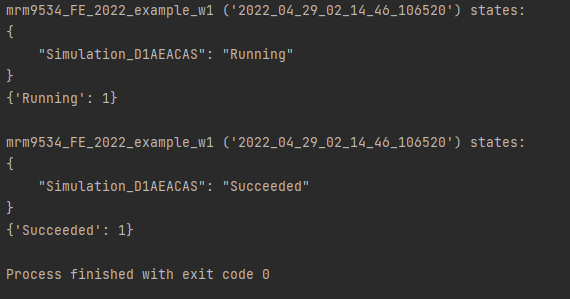 mrm9534_FE_2022_example_w1 ('2022_04_29_02_14_46_106520') states:
{
    "Simulation_D1AEACAS": "Running"
}
{'Running': 1}
mrm9534_FE_2022_example_w1 ('2022_04_29_02_14_46_106520') states:
{
    "Simulation_D1AEACAS": "Succeeded"
}
{'Succeeded': 1}
Process finished with exit code 0